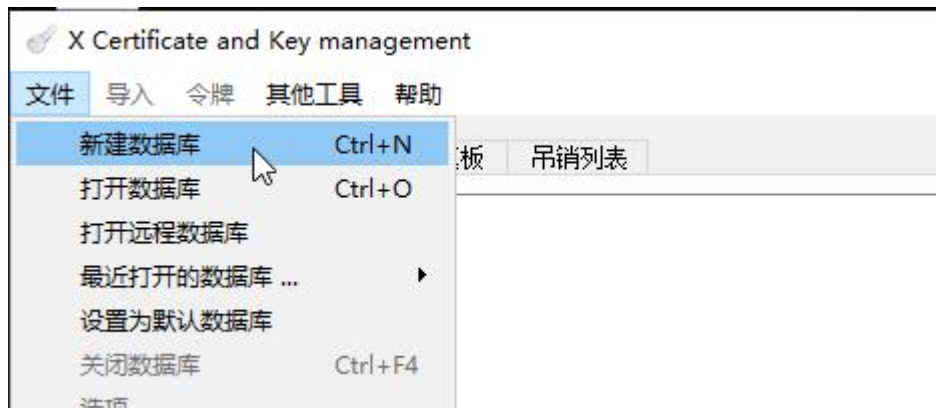 X Certificate and Key management
文件 导入 令牌 其他工具 帮助
新建数据库 Ctrl+N
板 吊销列表
打开数据库 Ctrl+O
打开远程数据库
最近打开的数据库 ...
设置为默认数据库
关闭数据库 Ctrl+F4
选项